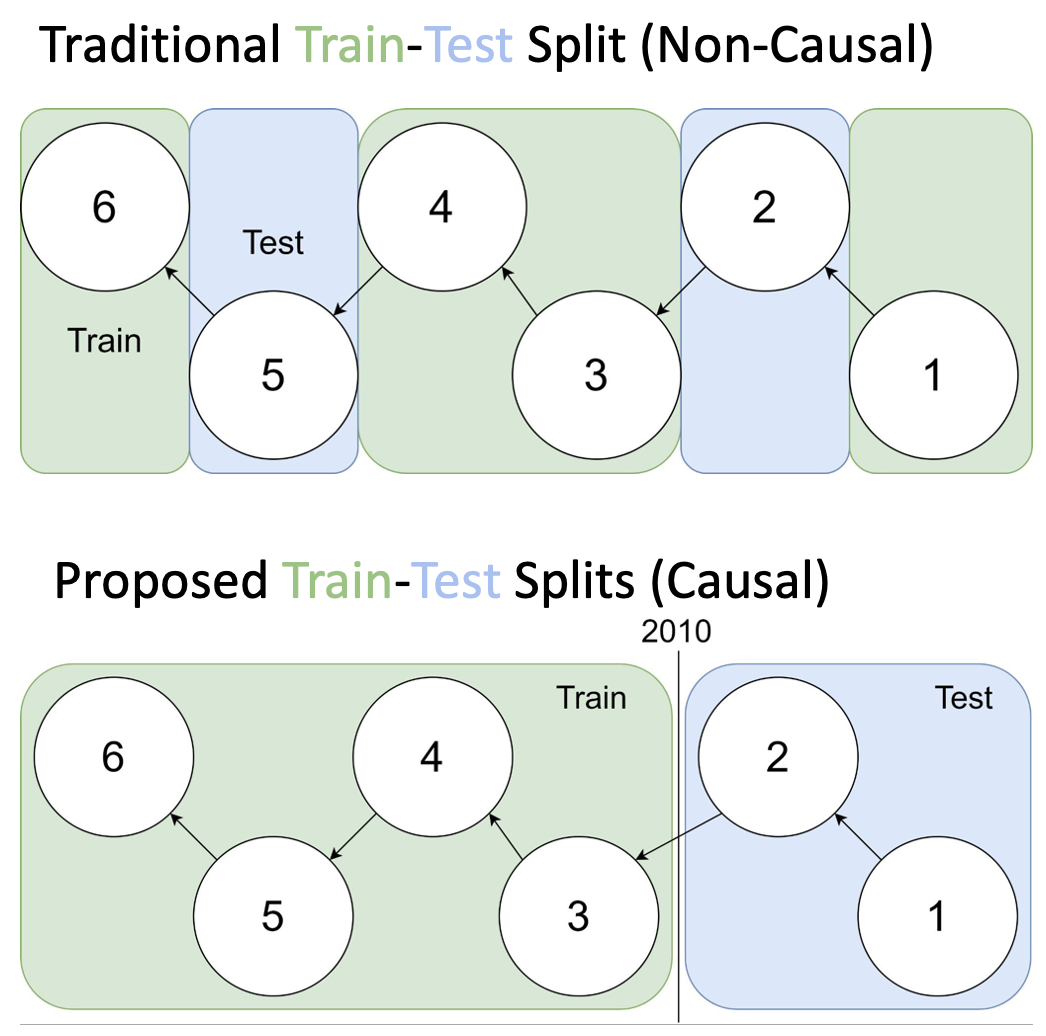 Traditional Train-Test Split (Non-Causal)
6
4
2
Test
Train
5
3
1
Proposed Train-Test Splits (Causal)
2010
Train
Test
6
4
2
5
3
1